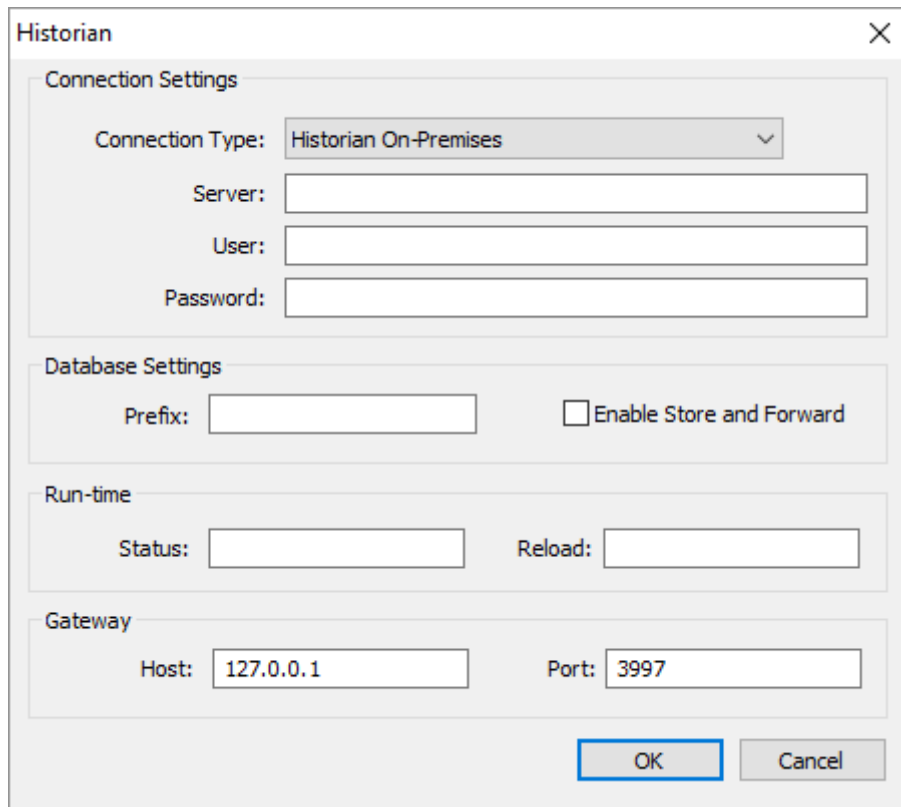 Historian
Connection Settings
Connection Type: Historian On-Premises
Server:
User:
Password:
Database Settings
Prefix: Enable Store and Forward
Run-time
Status: Reload:
Gateway
Host: 127.0.0.1 Port: 3997
OK Cancel